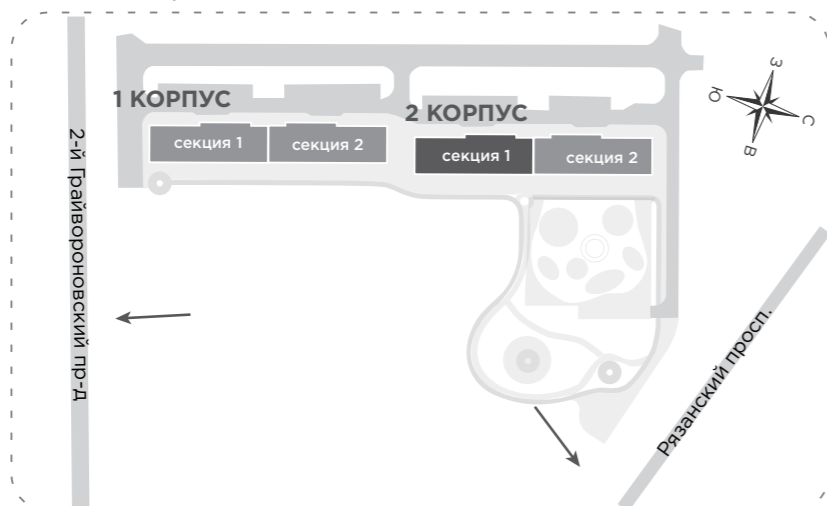 1 КОРПУС
секция 1
секция 2
2 КОРПУС
секция 1
секция 2
З
С
Ю
В
2-й Грайвороновский пр-д
Рязанский просп.